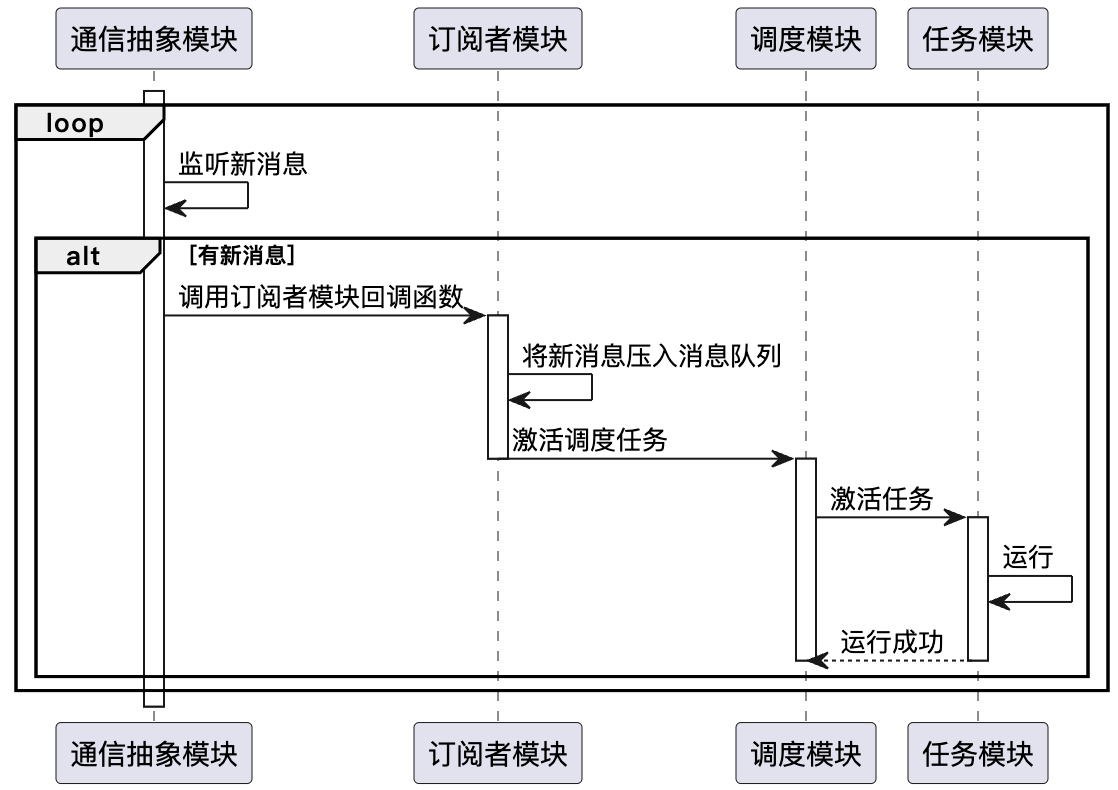 通信抽象模块
订阅者模块
调度模块
任务模块
loop
监听新消息
alt
[有新消息]
调用订阅者模块回调函数
将新消息压入消息队列
激活调度任务
激活任务
运行
运行成功
通信抽象模块
订阅者模块
调度模块
任务模块